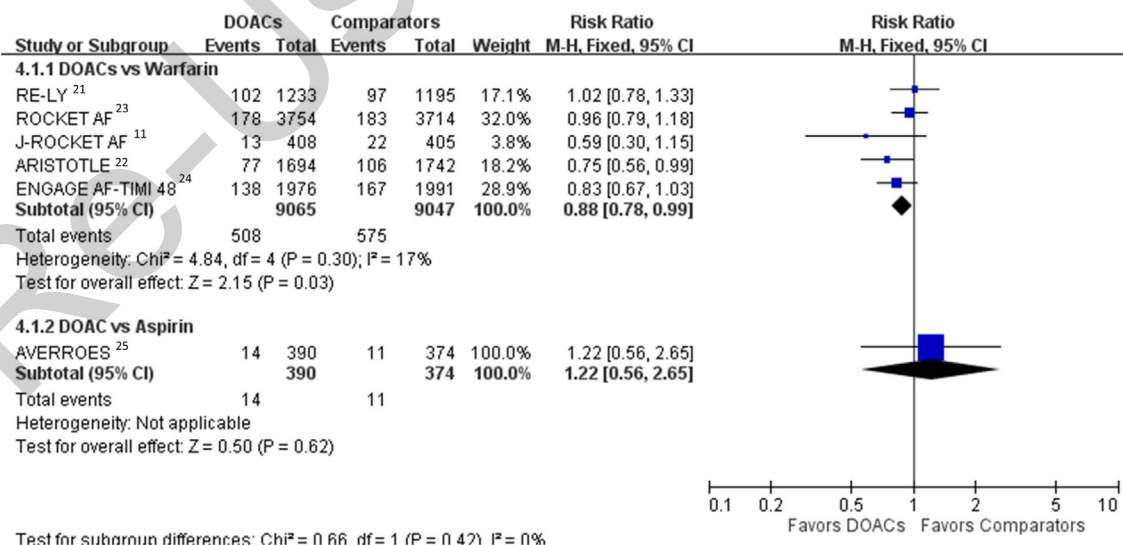 DOACs Comparators Risk Ratio Risk Ratio
Study or Subgroup Events Total Events Total Weight M-H, Fixed, 95% CI M-H, Fixed, 95% CI
4.1.1 DOACs vs Warfarin
RE-LY 21 102 1233 97 1195 17.1% 1.02 [0.78, 1.33]
ROCKET AF 23 178 3754 183 3714 32.0% 0.96 [0.79, 1.18]
J-ROCKET AF 11 13 408 22 405 3.8% 0.59 [0.30, 1.15]
ARISTOTLE 22 77 1694 106 1742 18.2% 0.75 [0.56, 0.99]
ENGAGE AF-TIMI 48 24 138 1976 167 1991 28.9% 0.83 [0.67, 1.03]
Subtotal (95% CI) 9065 9047 100.0% 0.88 [0.78, 0.99]
Total events 508 575
Heterogeneity: Chi² = 4.84, df = 4 (P = 0.30); I² = 17%
Test for overall effect: Z = 2.15 (P = 0.03)
4.1.2 DOAC vs Aspirin
AVERROES 25 14 390 11 374 100.0% 1.22 [0.56, 2.65]
Subtotal (95% CI) 390 374 100.0% 1.22 [0.56, 2.65]
Total events 14 11
Heterogeneity: Not applicable
Test for overall effect: Z = 0.50 (P = 0.62)
0.1 0.2 0.5 1 2 5 10
Favors DOACs Favors Comparators
Test for subgroup differences: Chi² = 0.66, df = 1 (P = 0.42), I² = 0%
Re-Us